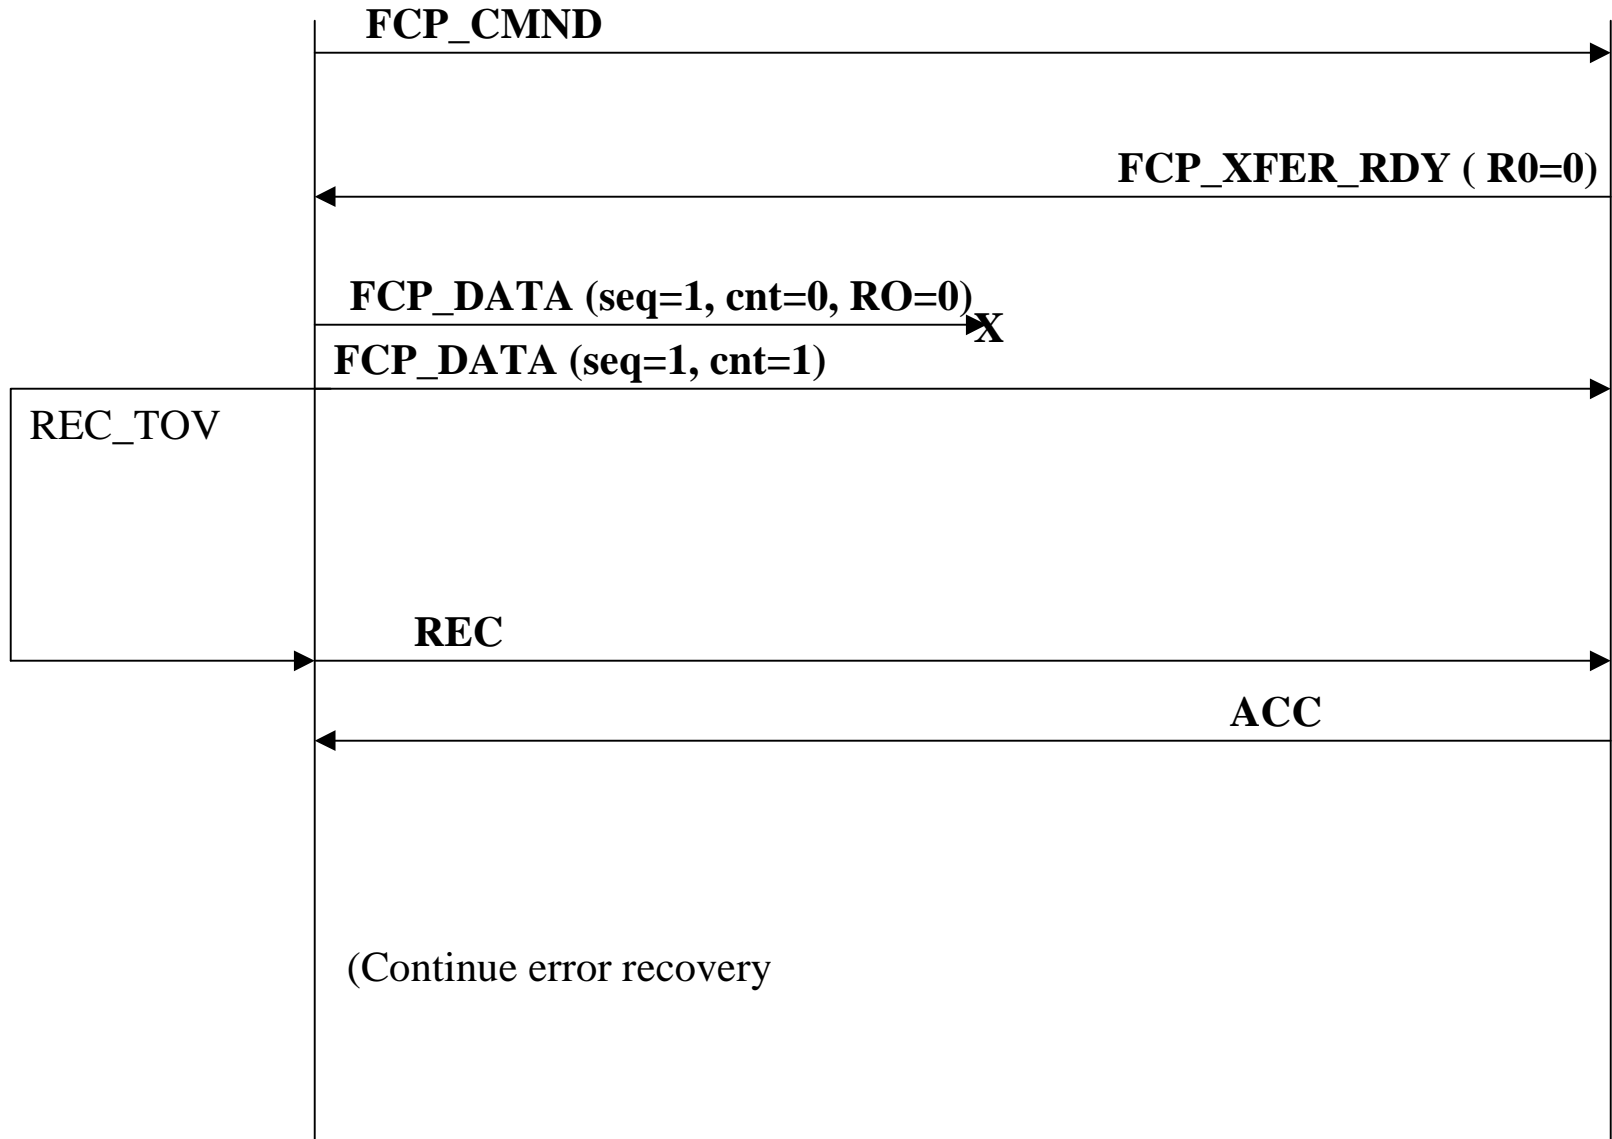 FCP_CMND
FCP_XFER_RDY ( R0=0)
FCP_DATA (seq=1, cnt=0, RO=0)
X
FCP_DATA (seq=1, cnt=1)
REC_TOV
REC
ACC
(Continue error recovery